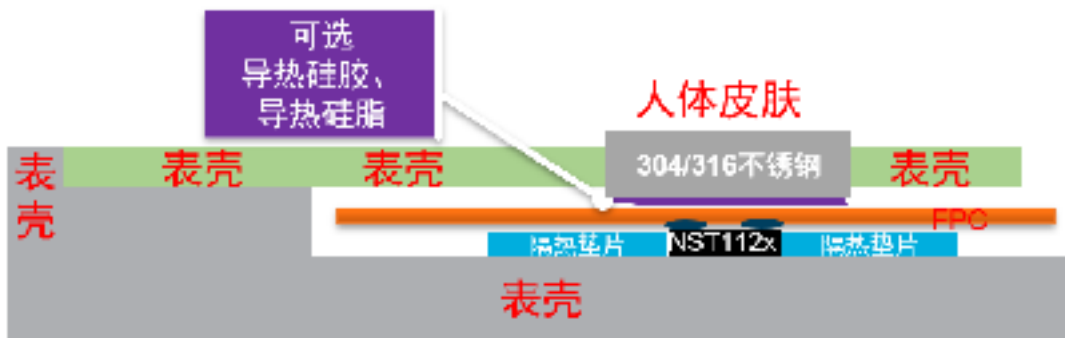 可选
导热硅胶、
导热硅脂
人体皮肤
表壳
表壳
表壳
304/316不锈钢
表壳
FPC
隔热垫片
NST112x
隔热垫片
表壳